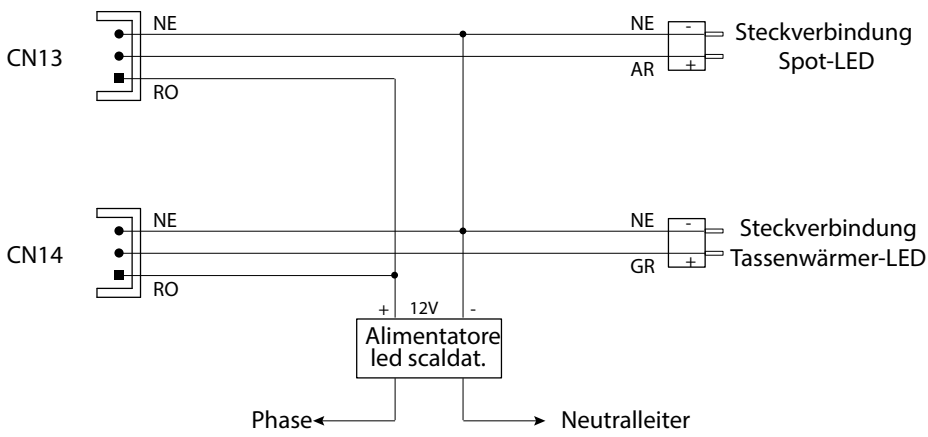 NE
NE
-
Steckverbindung
CN13
Spot-LED
AR
+
RO
NE
NE
-
Steckverbindung
CN14
Tassenwärmer-LED
GR
+
RO
+ 12V -
Alimentatore
led scaldat.
Phase
Neutralleiter